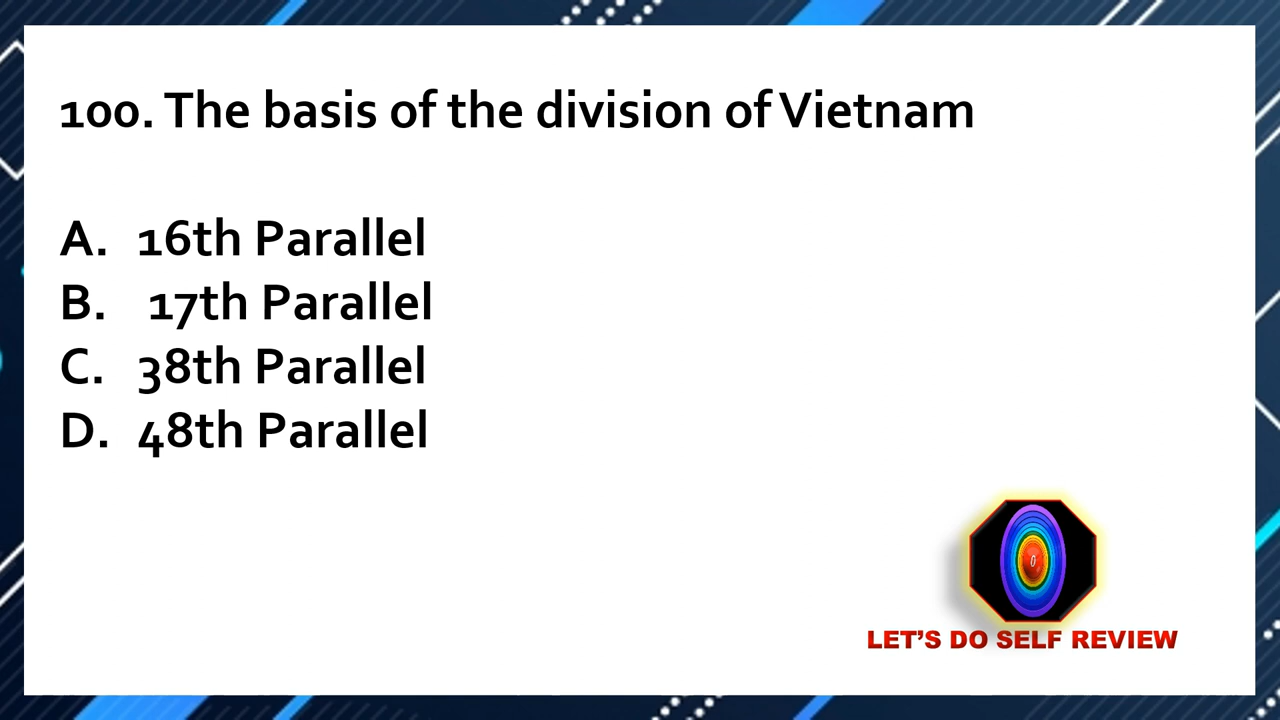 100. The basis of the division of Vietnam
A. 16th Parallel
B. 17th Parallel
C. 38th Parallel
D. 48th Parallel
LET'S DO SELF REVIEW